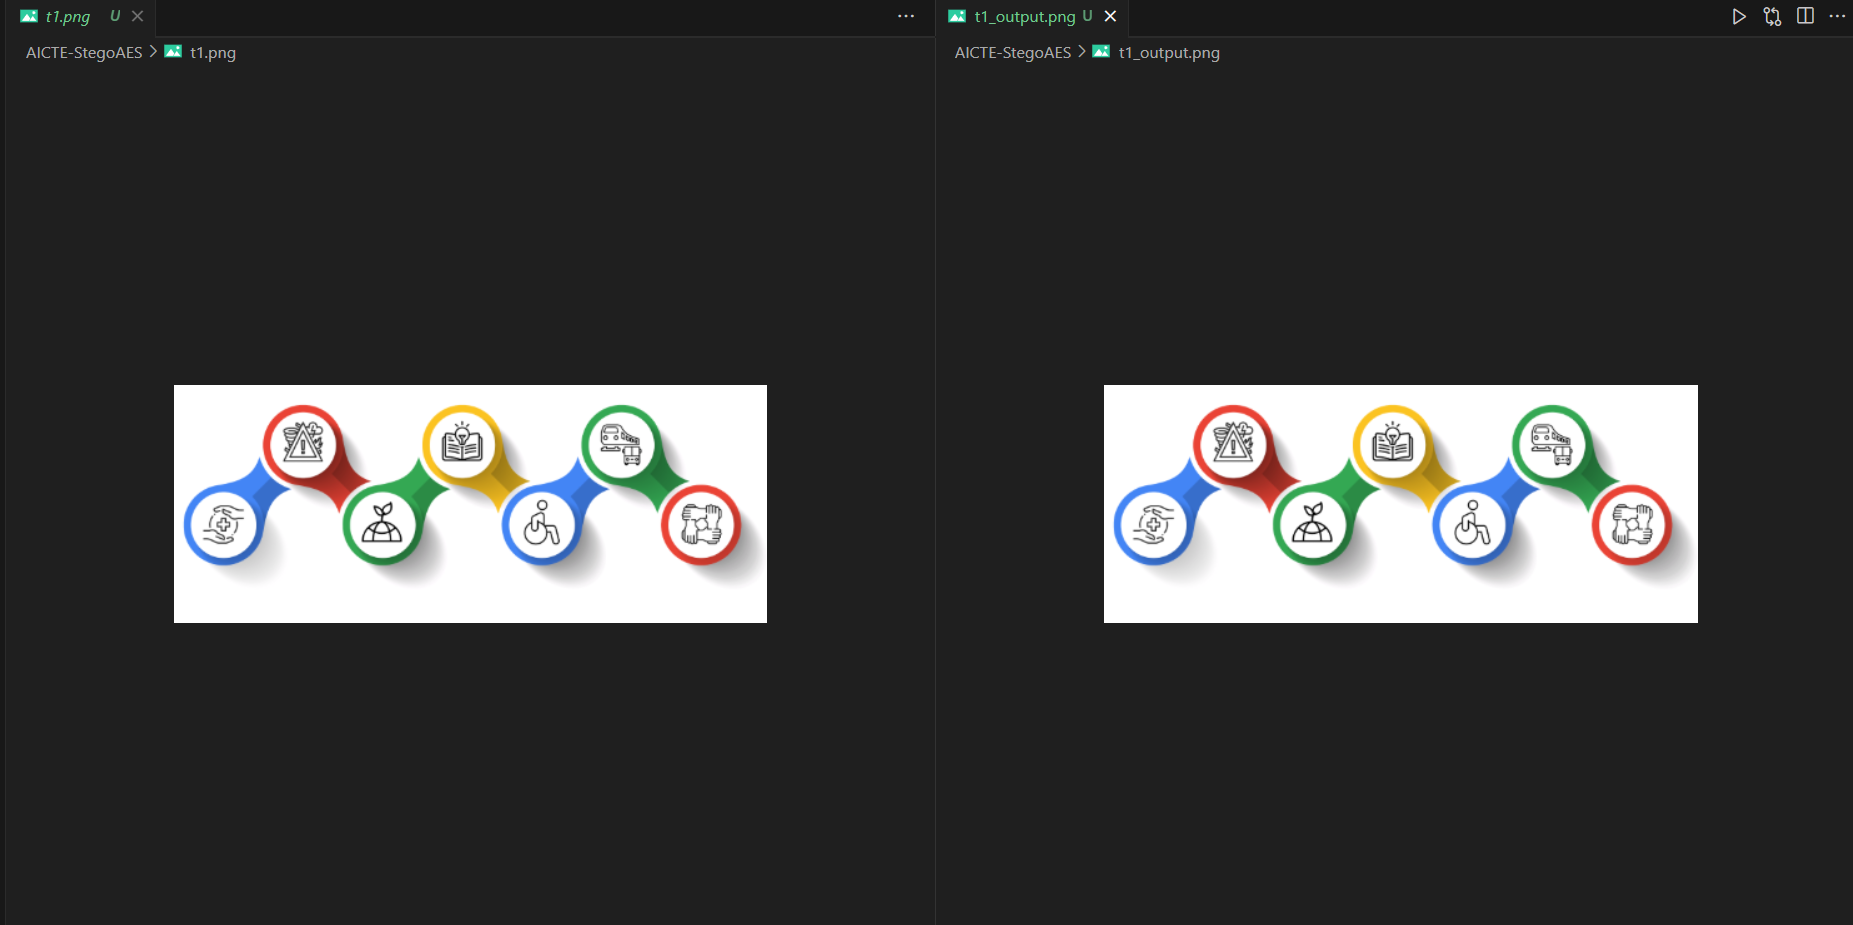 t1.png U
AICTE-StegoAES > t1.png
t1_output.png U
AICTE-StegoAES > t1_output.png